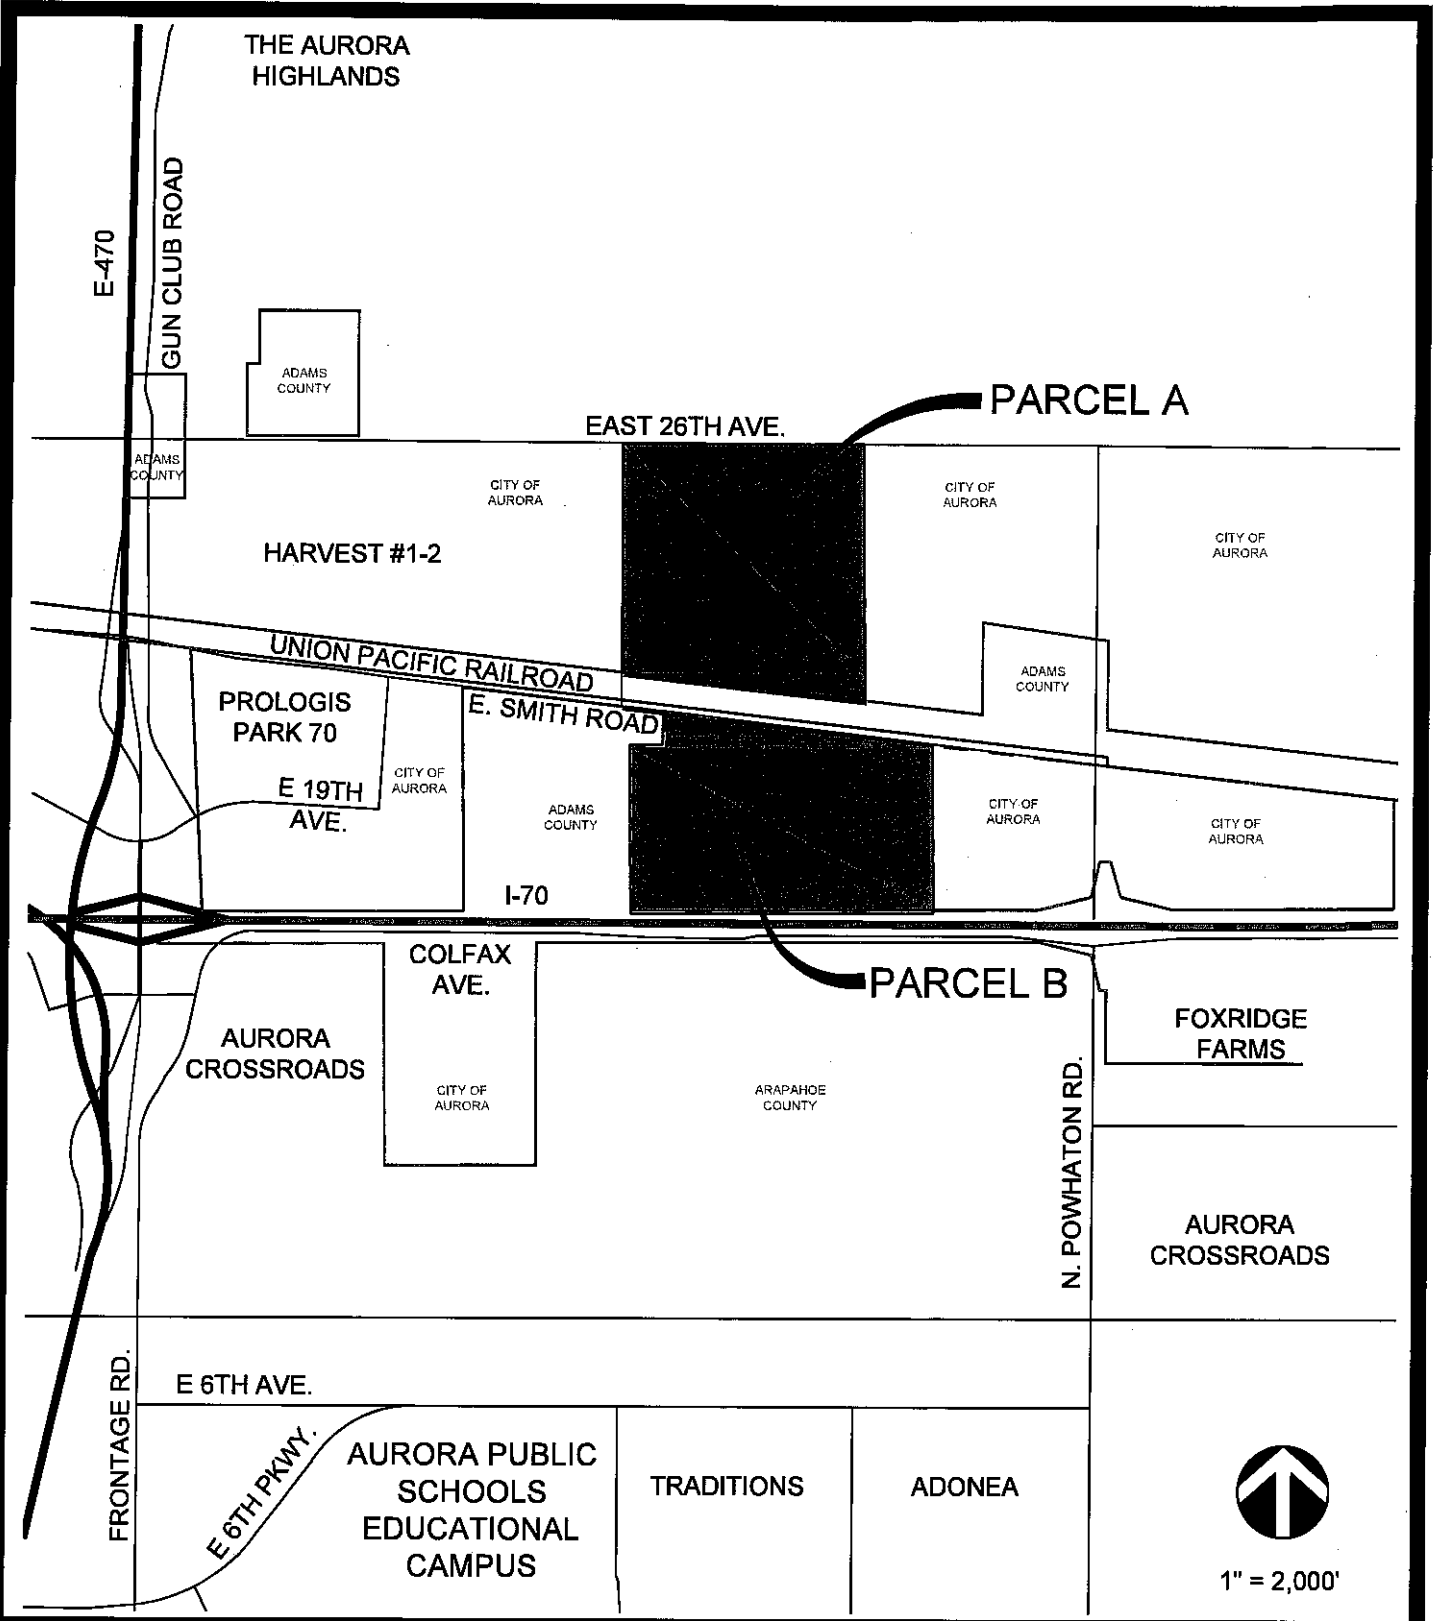 THE AURORA
HIGHLANDS
GUN CLUB ROAD
E-470
ADAMS
COUNTY
PARCEL A
EAST 26TH AVE.
ADAMS
COUNTY
CITY OF
AURORA
CITY OF
AURORA
CITY OF
AURORA
HARVEST #1-2
UNION PACIFIC RAILROAD
ADAMS
COUNTY
PROLOGIS
PARK 70
E. SMITH ROAD
CITY OF
AURORA
E 19TH
AVE.
ADAMS
COUNTY
CITY OF
AURORA
CITY OF
AURORA
I-70
COLFAX
AVE.
PARCEL B
AURORA
CROSSROADS
FOXRIDGE
FARMS
CITY OF
AURORA
ARAPAHOE
COUNTY
N. POWHATON RD.
AURORA
CROSSROADS
FRONTAGE RD.
E 6TH AVE.
E 6TH PKWY.
AURORA PUBLIC
SCHOOLS
EDUCATIONAL
CAMPUS
TRADITIONS
ADONEA
1" = 2,000'